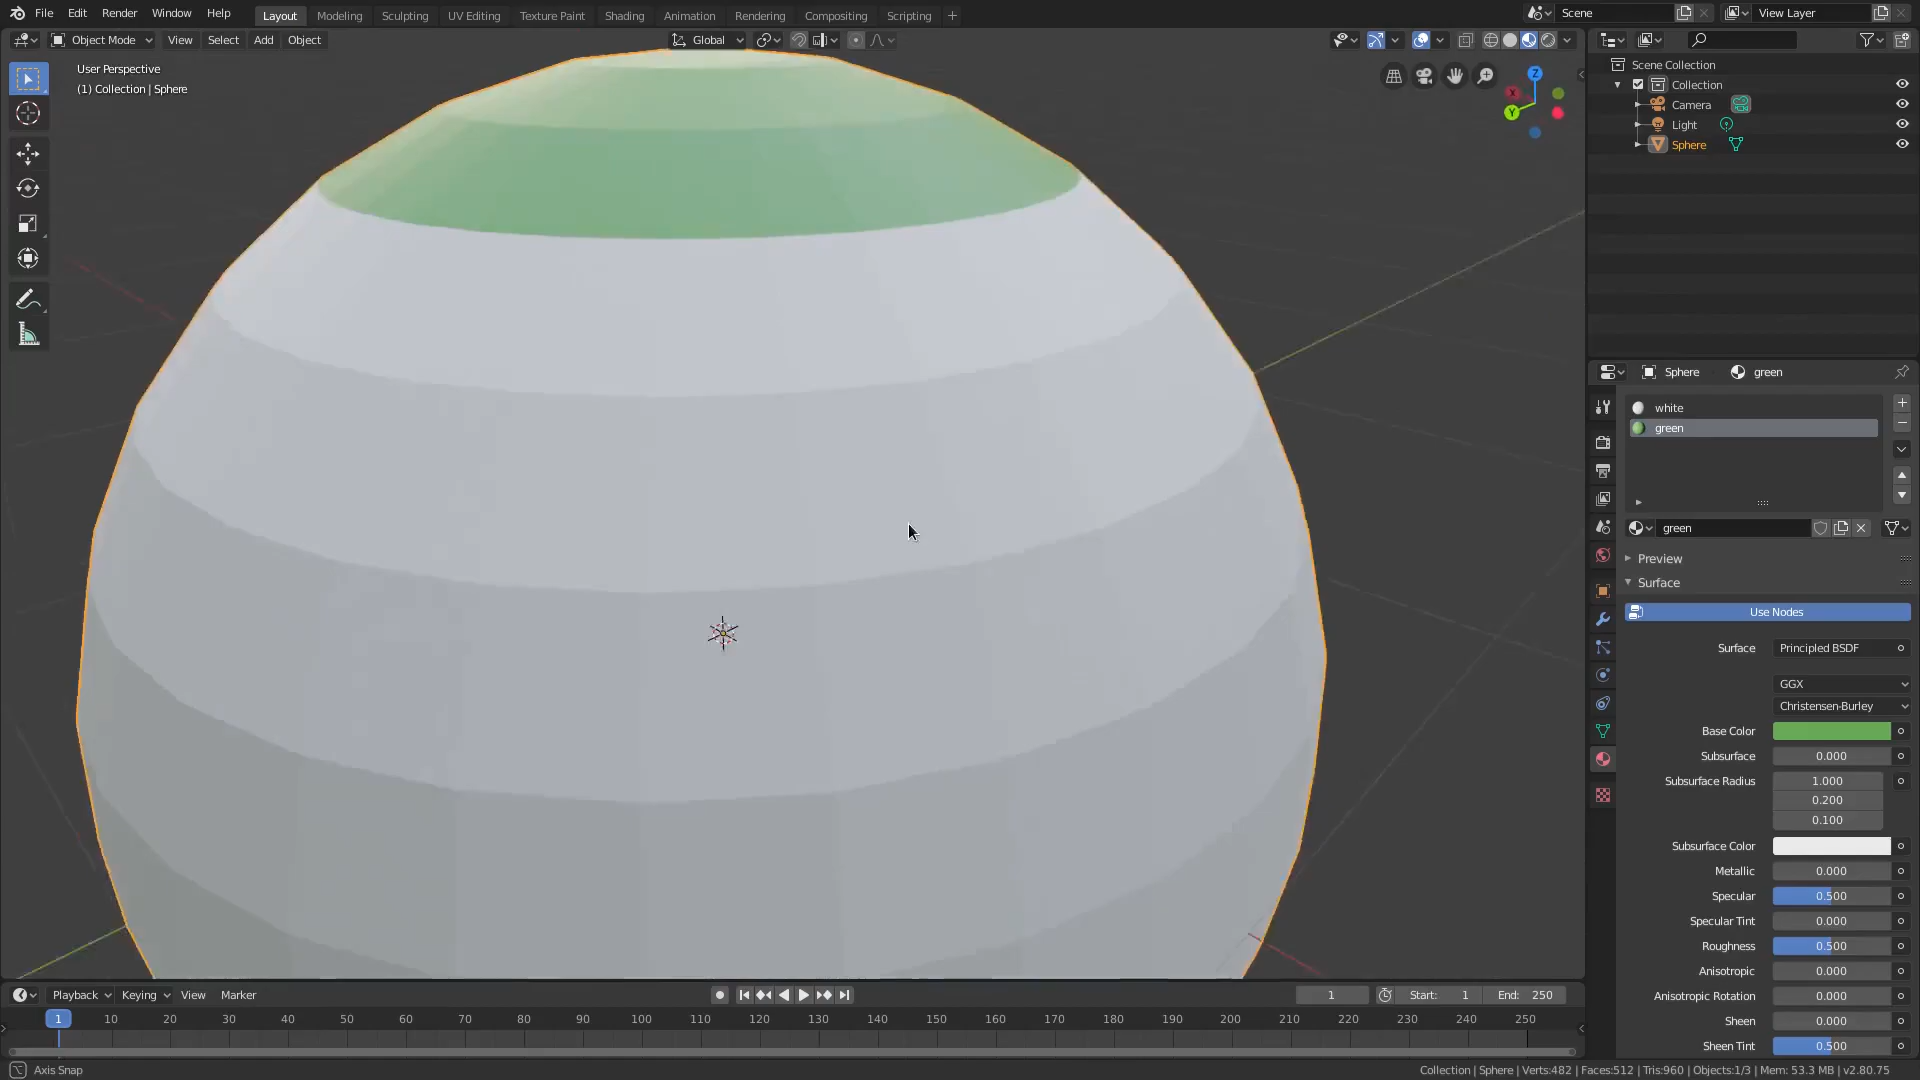 File Edit Render Window Help Layout Modeling Sculpting UV Editing Texture Paint Shading Animation Rendering Compositing Scripting + Scene View Layer
Object Mode View Select Add Object Global
User Perspective
(1) Collection | Sphere
Z
X
Y
Scene Collection
Collection
Camera
Light
Sphere
Sphere green
white
green
green
Preview
Surface
Use Nodes
Surface Principled BSDF
GGX
Christensen-Burley
Base Color
Subsurface 0.000
Subsurface Radius 1.000
0.200
0.100
Subsurface Color
Metallic 0.000
Specular 0.500
Specular Tint 0.000
Roughness 0.500
Anisotropic 0.000
Anisotropic Rotation 0.000
Sheen 0.000
Sheen Tint 0.500
Playback Keying View Marker 1 Start: 1 End: 250
1 10 20 30 40 50 60 70 80 90 100 110 120 130 140 150 160 170 180 190 200 210 220 230 240 250
Axis Snap Collection | Sphere | Verts:482 | Faces:512 | Tris:960 | Objects:1/3 | Mem: 53.3 MB | v2.80.75